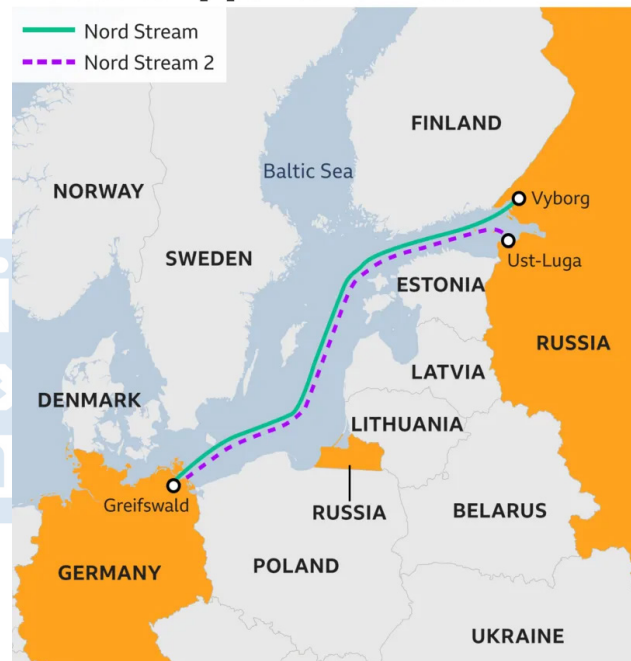 Nord Stream
Nord Stream 2
FINLAND
Baltic Sea
NORWAY
Vyborg
SWEDEN
Ust-Luga
ESTONIA
RUSSIA
LATVIA
DENMARK
LITHUANIA
Greifswald
RUSSIA
BELARUS
POLAND
GERMANY
UKRAINE